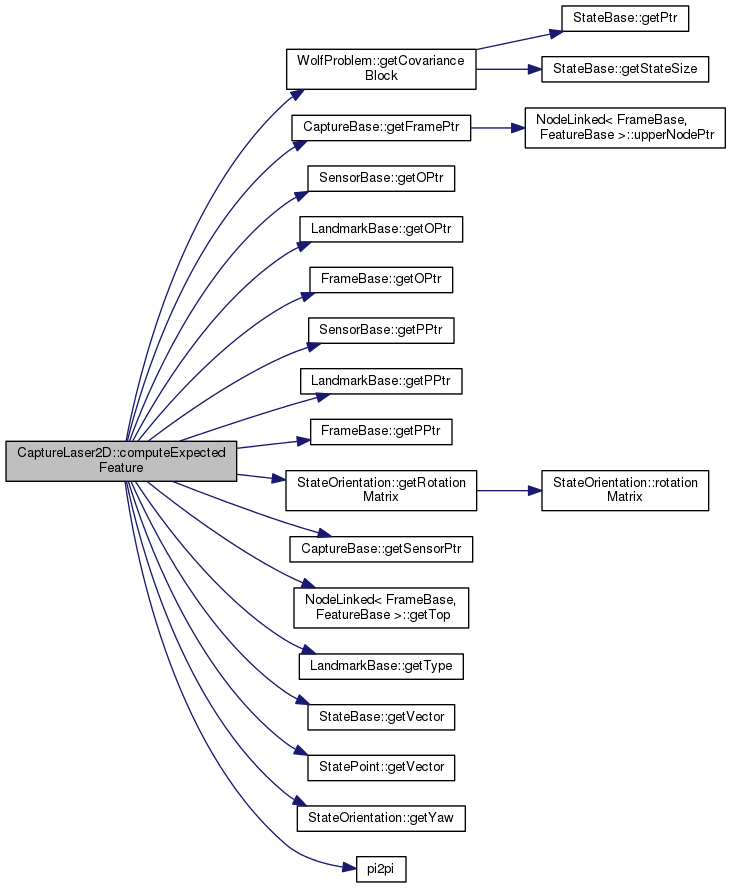 CaptureLaser2D::computeExpected
Feature
WolfProblem::getCovariance
Block
StateBase::getPtr
StateBase::getStateSize
CaptureBase::getFramePtr
NodeLinked< FrameBase,
FeatureBase >::upperNodePtr
SensorBase::getOPtr
LandmarkBase::getOPtr
FrameBase::getOPtr
SensorBase::getPPtr
LandmarkBase::getPPtr
FrameBase::getPPtr
StateOrientation::getRotation
Matrix
StateOrientation::rotation
Matrix
CaptureBase::getSensorPtr
NodeLinked< FrameBase,
FeatureBase >::getTop
LandmarkBase::getType
StateBase::getVector
StatePoint::getVector
StateOrientation::getYaw
pi2pi